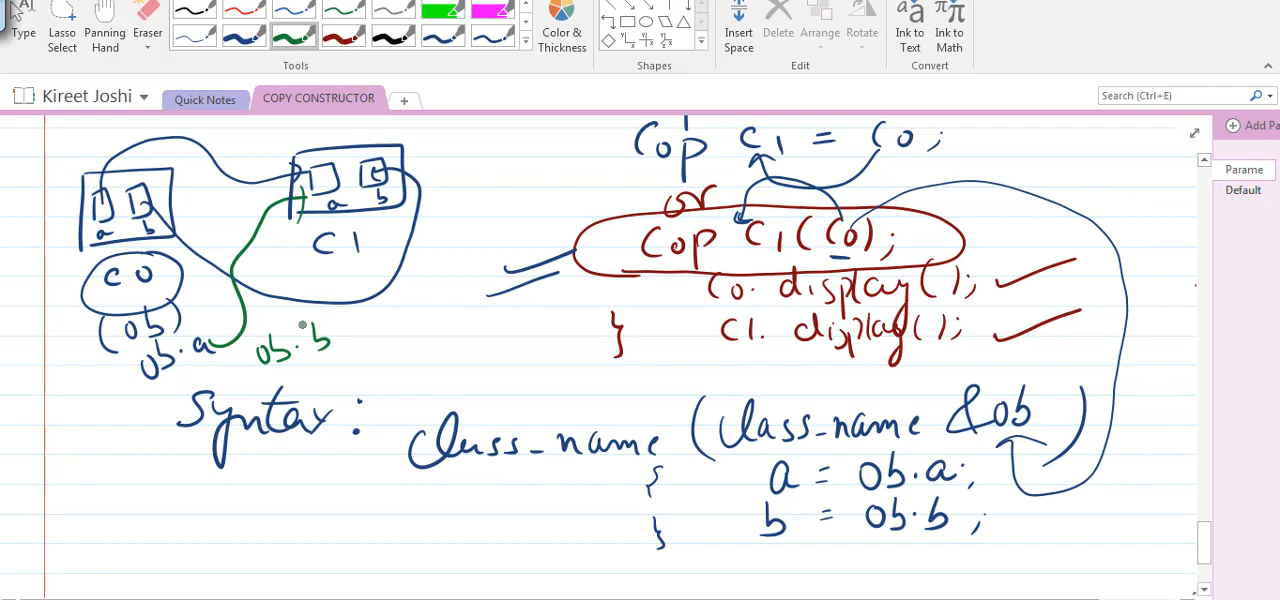 Type
Lasso Select
Panning Hand
Eraser
Color & Thickness
Insert Space
Delete
Arrange
Rotate
Ink to Text
Ink to Math
Tools
Shapes
Edit
Convert
Kireet Joshi
Quick Notes
COPY CONSTRUCTOR
Search (Ctrl+E)
Add Pa
Parame
Default
Cop C1 = C0;
or
Cop C1(C0);
C0. display();
} C1. display();
a b
a b
C1
C0
(ob)
ob.a
ob.b
Syntax: class_name (class_name &ob)
{ a = ob.a;
} b = ob.b;